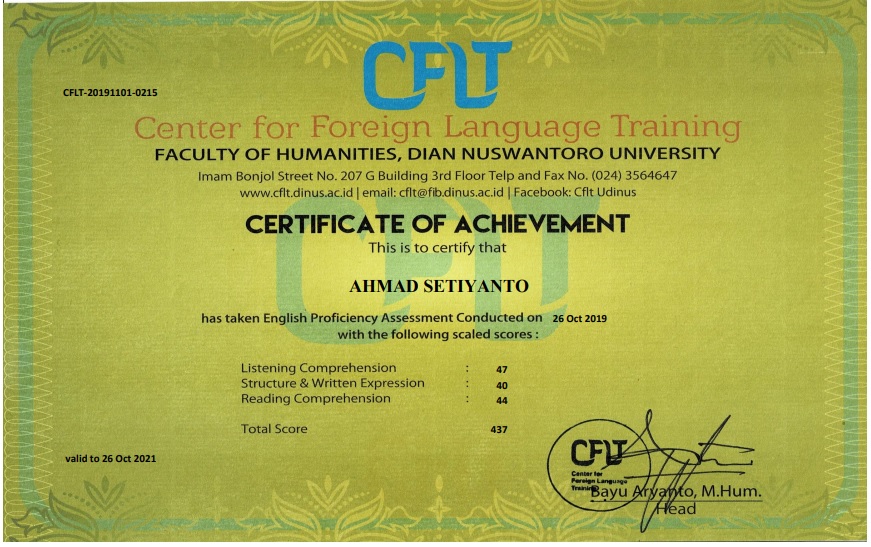 CFLT
CFLT-20191101-0215
Center for Foreign Language Training
FACULTY OF HUMANITIES, DIAN NUSWANTORO UNIVERSITY
Imam Bonjol Street No. 207 G Building 3rd Floor Telp and Fax No. (024) 3564647
www.cflt.dinus.ac.id | email: cflt@fib.dinus.ac.id | Facebook: Cflt Udinus
CERTIFICATE OF ACHIEVEMENT
This is to certify that
AHMAD SETIYANTO
has taken English Proficiency Assessment Conducted on 26 Oct 2019
with the following scaled scores :
Listening Comprehension : 47
Structure & Written Expression : 40
Reading Comprehension : 44
Total Score 437
valid to 26 Oct 2021
CFLT
Center for
Foreign Language
Training
Bayu Aryanto, M.Hum.
Head